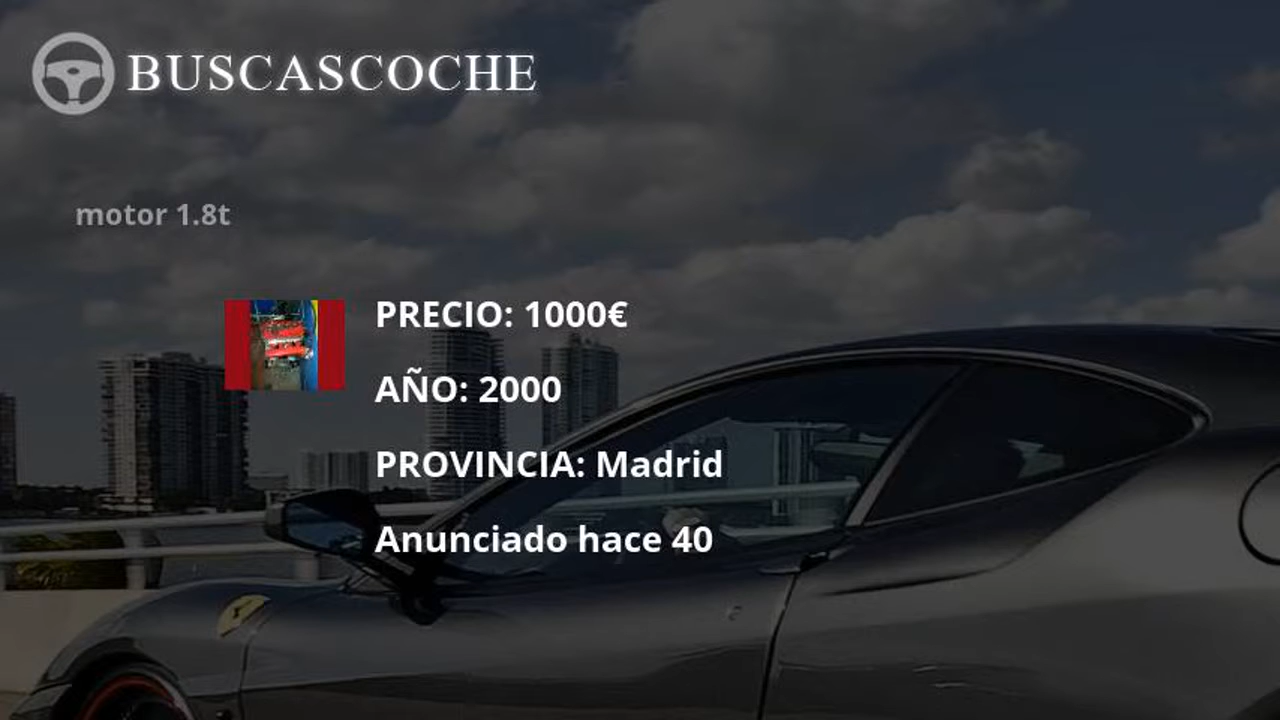 BUSCASCOCHE
motor 1.8t
PRECIO: 1000€
AÑO: 2000
PROVINCIA: Madrid
Anunciado hace 40